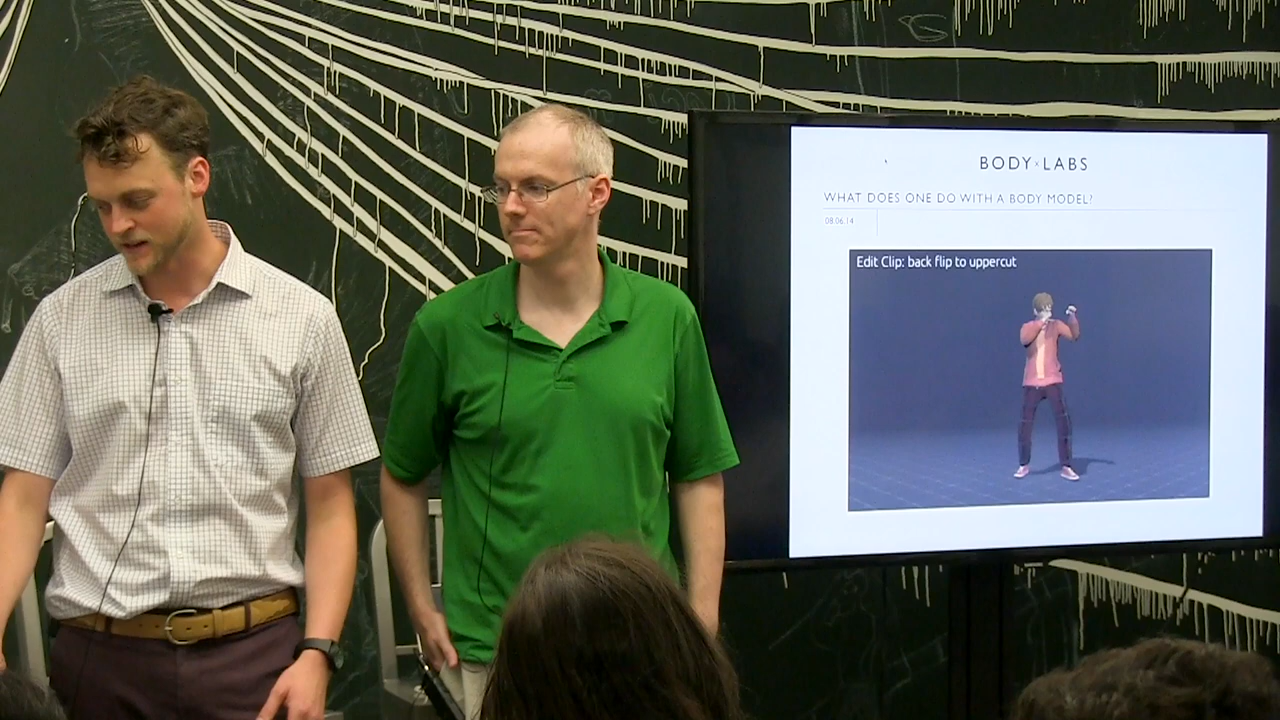 BODY×LABS
WHAT DOES ONE DO WITH A BODY MODEL?
08.06.14
Edit Clip: back flip to uppercut